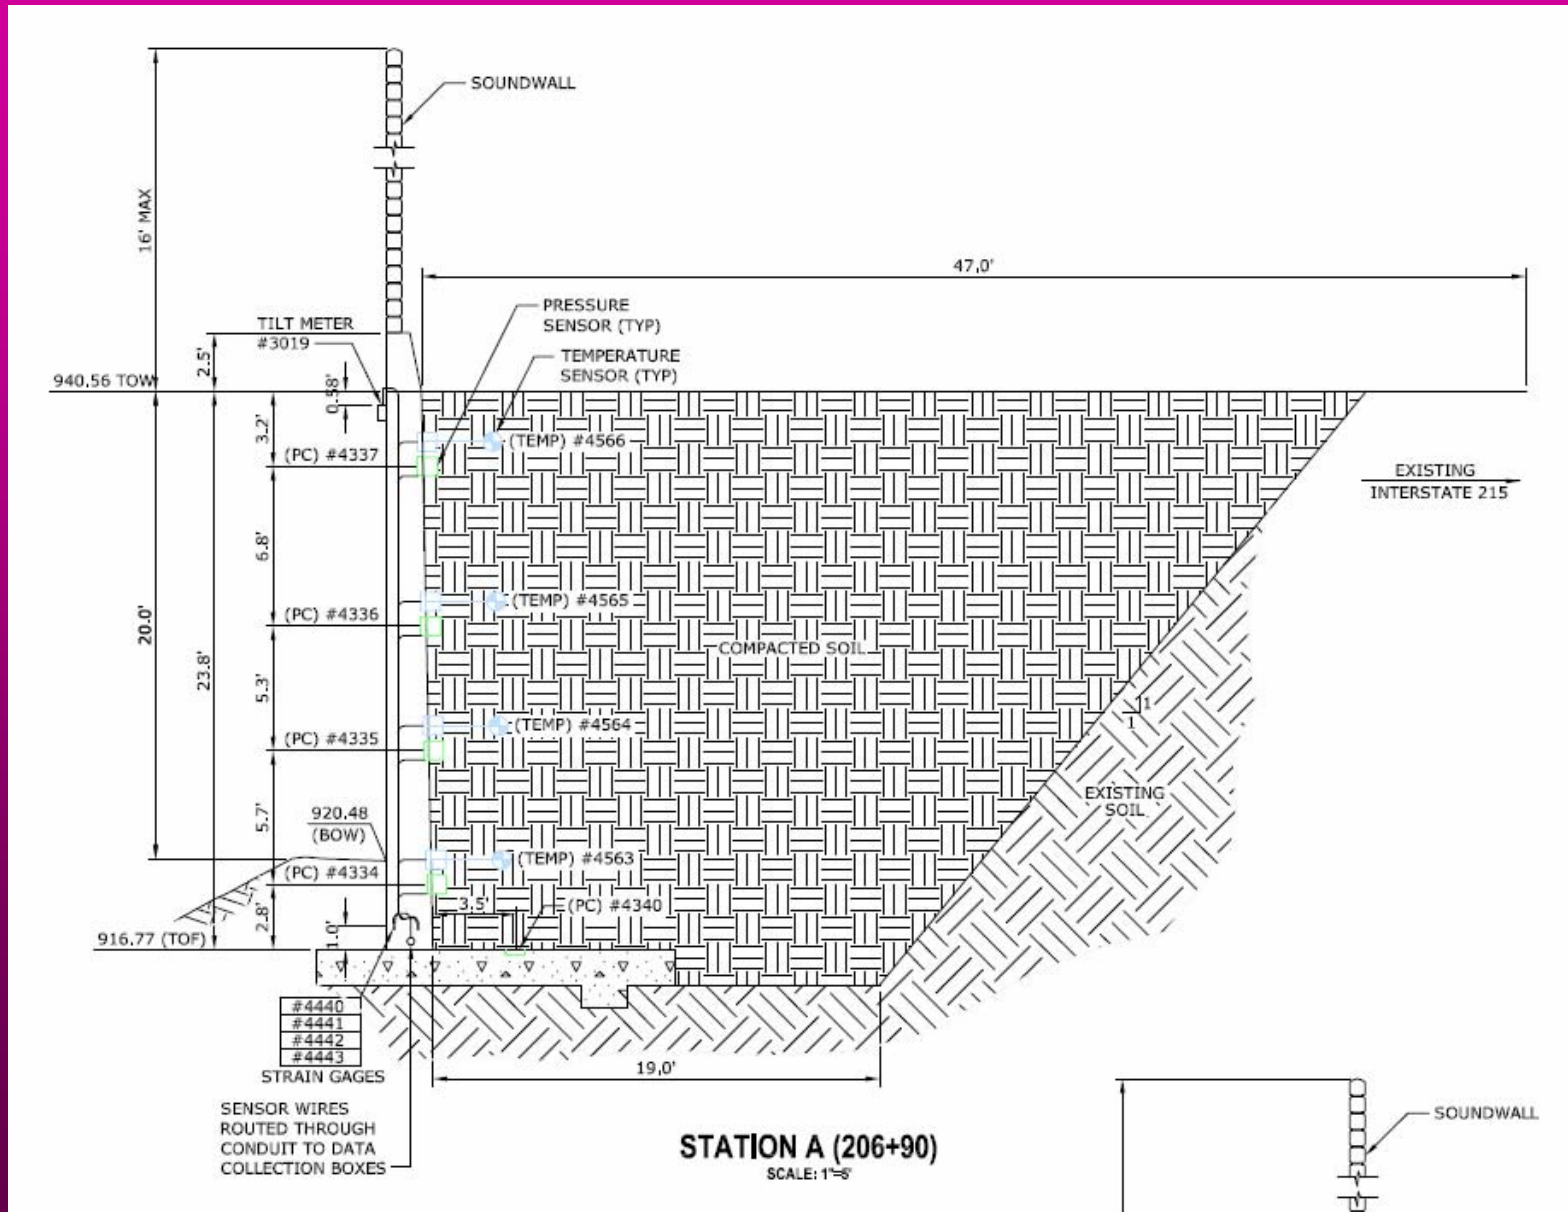 SOUNDWALL
16' MAX
47.0'
PRESSURE
SENSOR (TYP)
TILT METER
#3019
2.5'
TEMPERATURE
SENSOR (TYP)
940.56 TOW
0.58'
3.2'
(TEMP) #4566
(PC) #4337
EXISTING
INTERSTATE 215
6.8'
20.0'
23.8'
(TEMP) #4565
(PC) #4336
COMPACTED SOIL
5.3'
1
1
(TEMP) #4564
(PC) #4335
EXISTING
SOIL
5.7'
920.48
(BOW)
(TEMP) #4563
(PC) #4334
3.5'
(PC) #4340
2.8'
1.0'
916.77 (TOF)
#4440
#4441
#4442
#4443
STRAIN GAGES
19.0'
SENSOR WIRES
ROUTED THROUGH
CONDUIT TO DATA
COLLECTION BOXES
STATION A (206+90)
SCALE: 1"=5'
SOUNDWALL